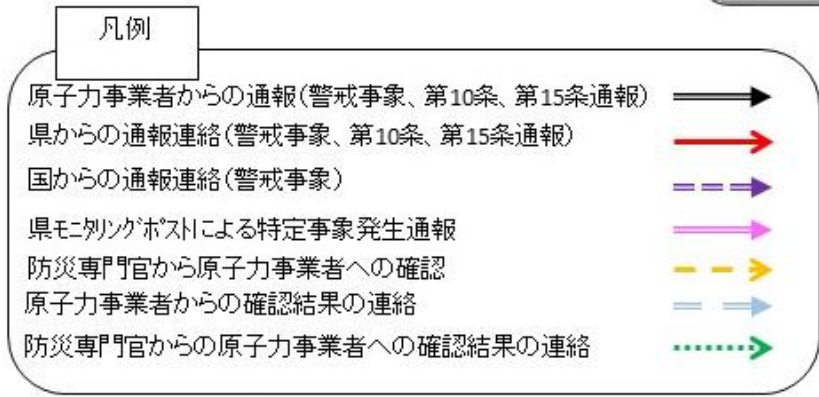 凡例
原子力事業者からの通報(警戒事象、第10条、第15条通報)
県からの通報連絡(警戒事象、第10条、第15条通報)
国からの通報連絡(警戒事象)
県モニタリングポストによる特定事象発生通報
防災専門官から原子力事業者への確認
原子力事業者からの確認結果の連絡
防災専門官からの原子力事業者への確認結果の連絡